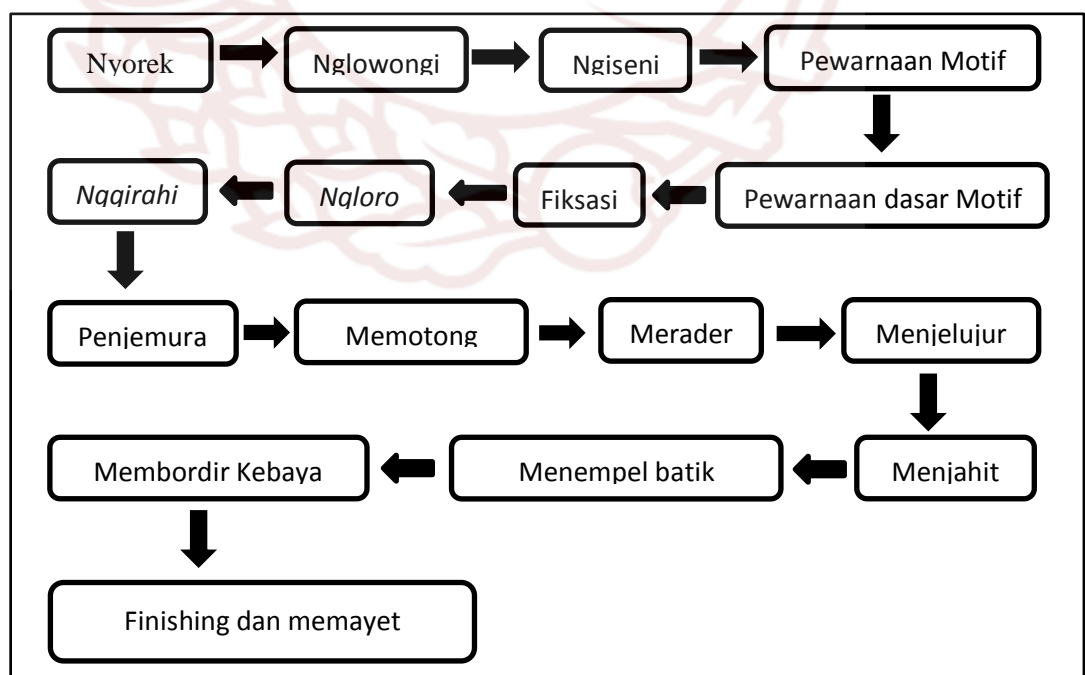 Nyorek
Nglowongi
Ngiseni
Pewarnaan Motif
Pewarnaan dasar Motif
Fiksasi
Ngloro
Nggirahi
Penjemura
Memotong
Merader
Menjelujur
Menjahit
Menempel batik
Membordir Kebaya
Finishing dan memayet